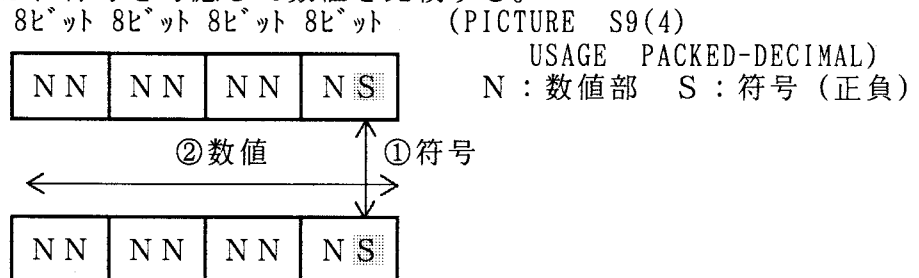 8ﾋﾞｯﾄ 8ﾋﾞｯﾄ 8ﾋﾞｯﾄ 8ﾋﾞｯﾄ (PICTURE S9(4)
USAGE PACKED-DECIMAL)
NN NN NN NS N：数値部 S：符号（正負）
②数値 ①符号
NN NN NN NS